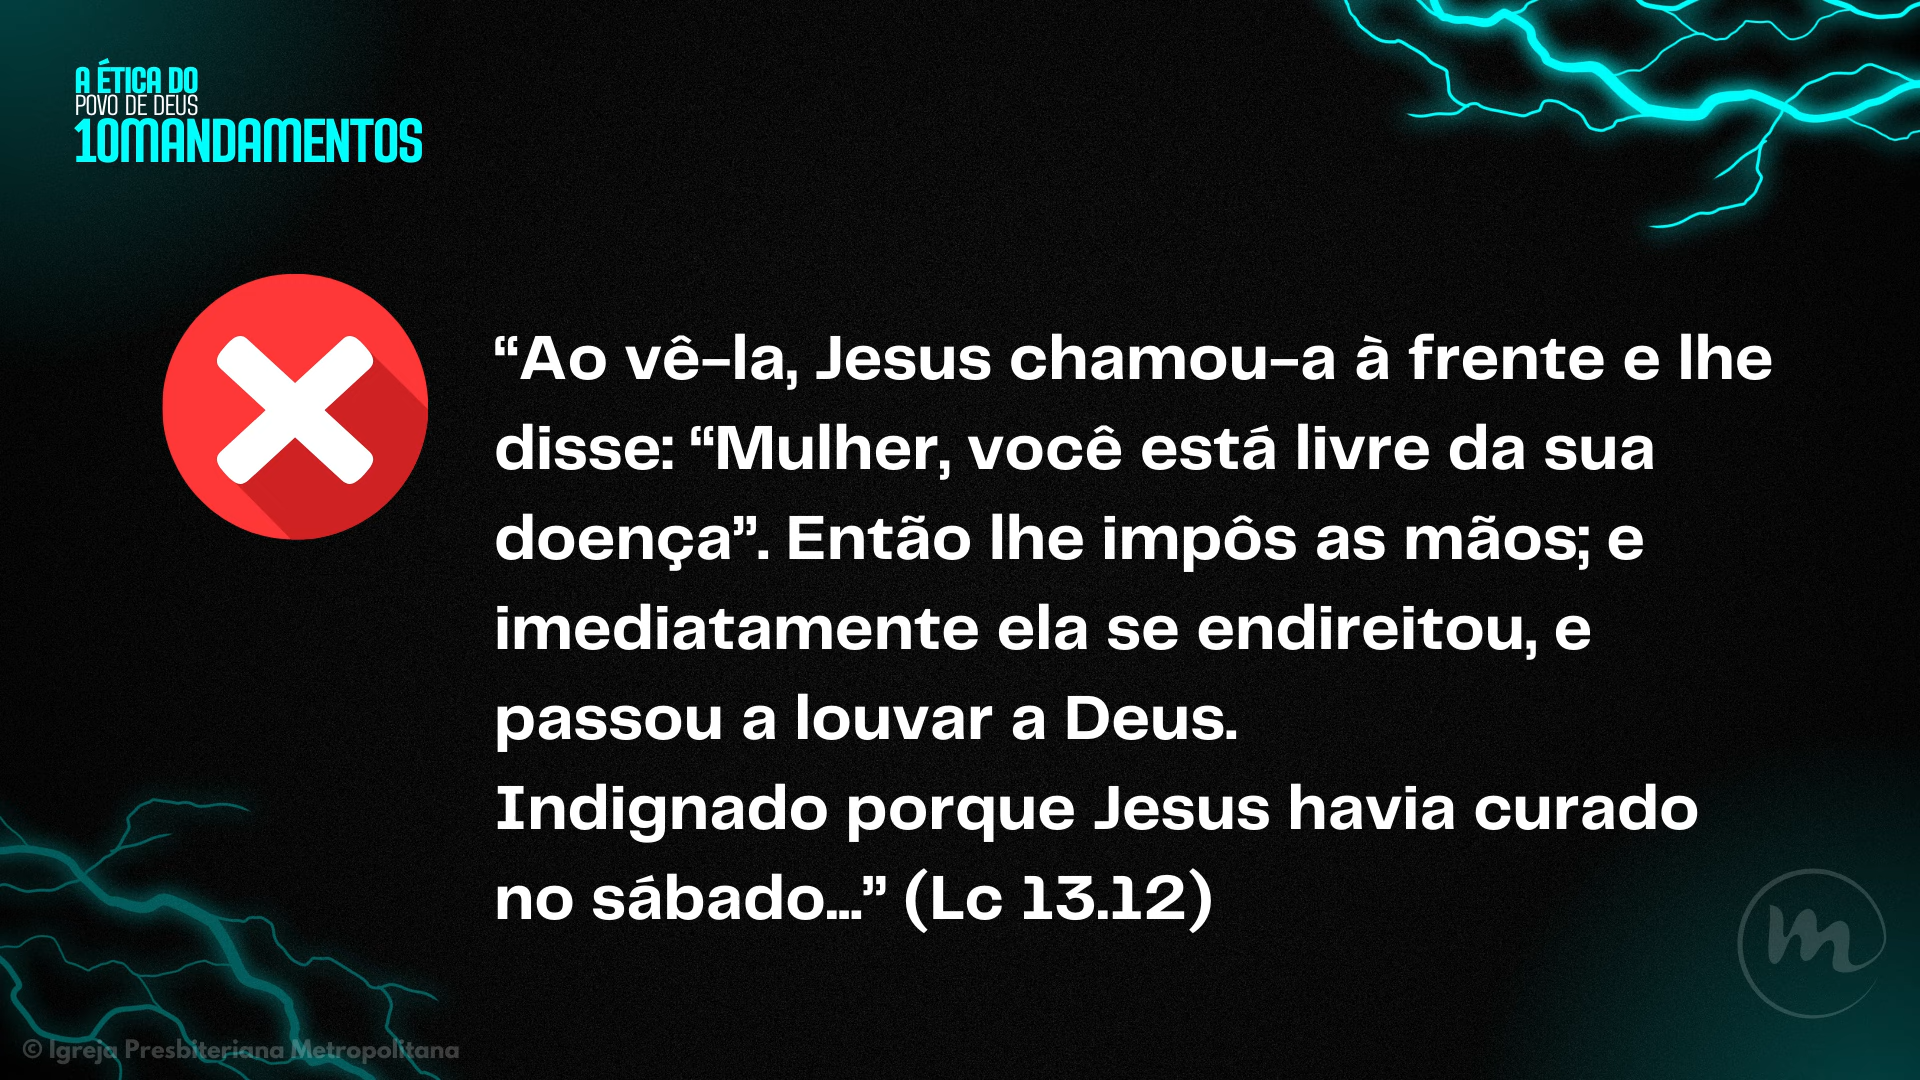 A ÉTICA DO
POVO DE DEUS
10MANDAMENTOS
“Ao vê-la, Jesus chamou-a à frente e lhe
disse: “Mulher, você está livre da sua
doença”. Então lhe impôs as mãos; e
imediatamente ela se endireitou, e
passou a louvar a Deus.
Indignado porque Jesus havia curado
no sábado...” (Lc 13.12)
m
© Igreja Presbiteriana Metropolitana